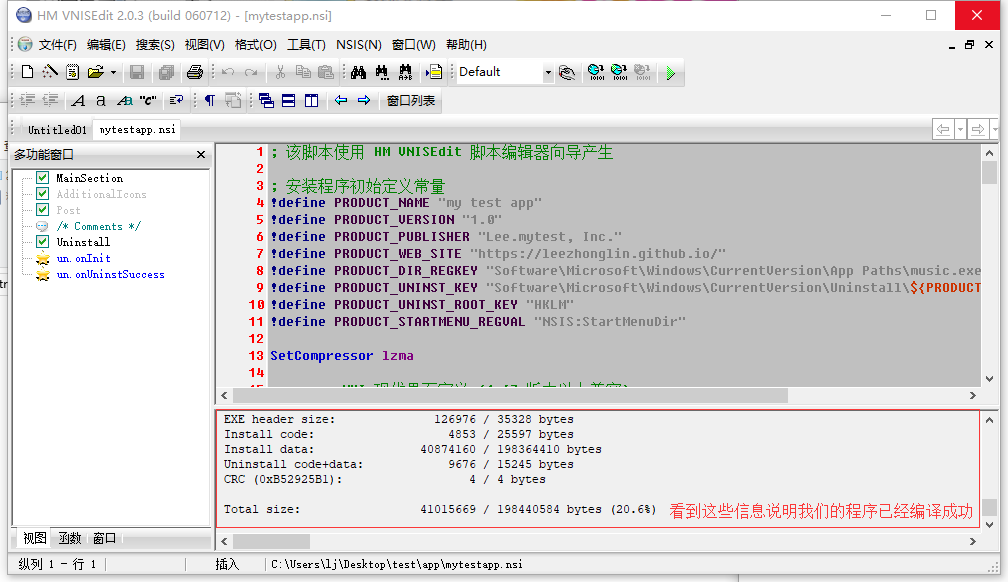 HM VNISEdit 2.0.3 (build 060712) - [mytestapp.nsi]
文件(F) 编辑(E) 搜索(S) 视图(V) 格式(O) 工具(T) NSIS(N) 窗口(W) 帮助(H)
Default
窗口列表
Untitled01 mytestapp.nsi
多功能窗口
MainSection
AdditionalIcons
Post
/* Comments */
Uninstall
un.onInit
un.onUninstSuccess
1 ; 该脚本使用 HM VNISEdit 脚本编辑器向导产生
2
3 ; 安装程序初始定义常量
4 !define PRODUCT_NAME "my test app"
5 !define PRODUCT_VERSION "1.0"
6 !define PRODUCT_PUBLISHER "Lee.mytest, Inc."
7 !define PRODUCT_WEB_SITE "https://leezhonglin.github.io/"
8 !define PRODUCT_DIR_REGKEY "Software\Microsoft\Windows\CurrentVersion\App Paths\music.exe
9 !define PRODUCT_UNINST_KEY "Software\Microsoft\Windows\CurrentVersion\Uninstall\${PRODUCT
10 !define PRODUCT_UNINST_ROOT_KEY "HKLM"
11 !define PRODUCT_STARTMENU_REGVAL "NSIS:StartMenuDir"
12
13 SetCompressor lzma
14
EXE header size: 126976 / 35328 bytes
Install code: 4853 / 25597 bytes
Install data: 40874160 / 198364410 bytes
Uninstall code+data: 9676 / 15245 bytes
CRC (0xB52925B1): 4 / 4 bytes
Total size: 41015669 / 198440584 bytes (20.6%) 看到这些信息说明我们的程序已经编译成功
视图 函数 窗口
纵列 1 - 行 1 插入 C:\Users\lj\Desktop\test\app\mytestapp.nsi